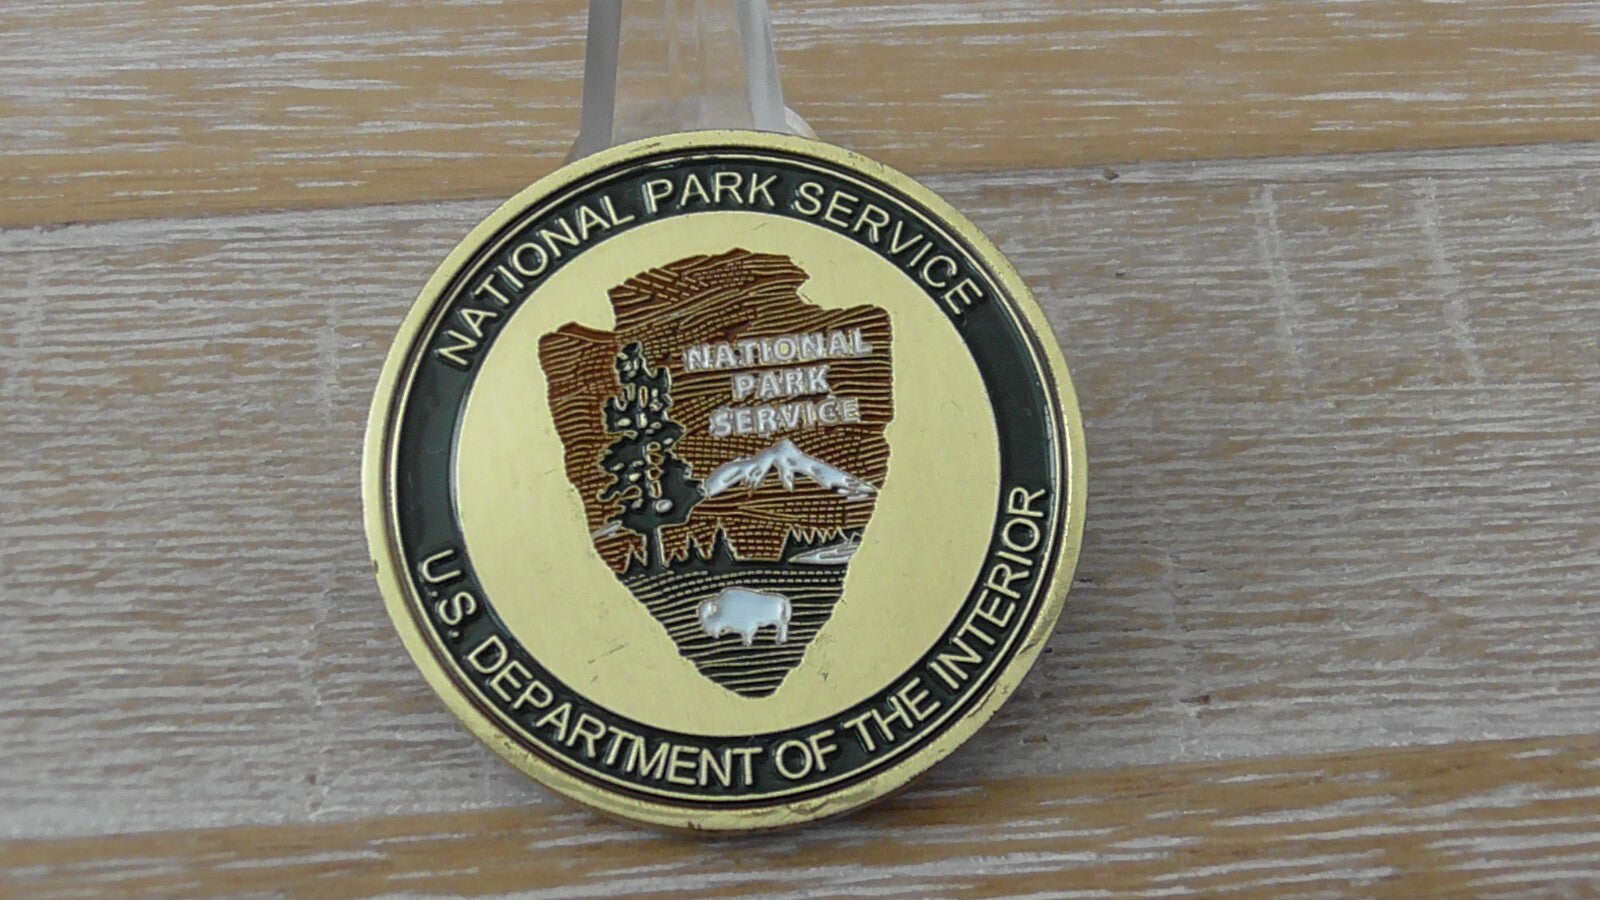 NATIONAL PARK SERVICE
NATIONAL
PARK
SERVICE
U.S. DEPARTMENT OF THE INTERIOR